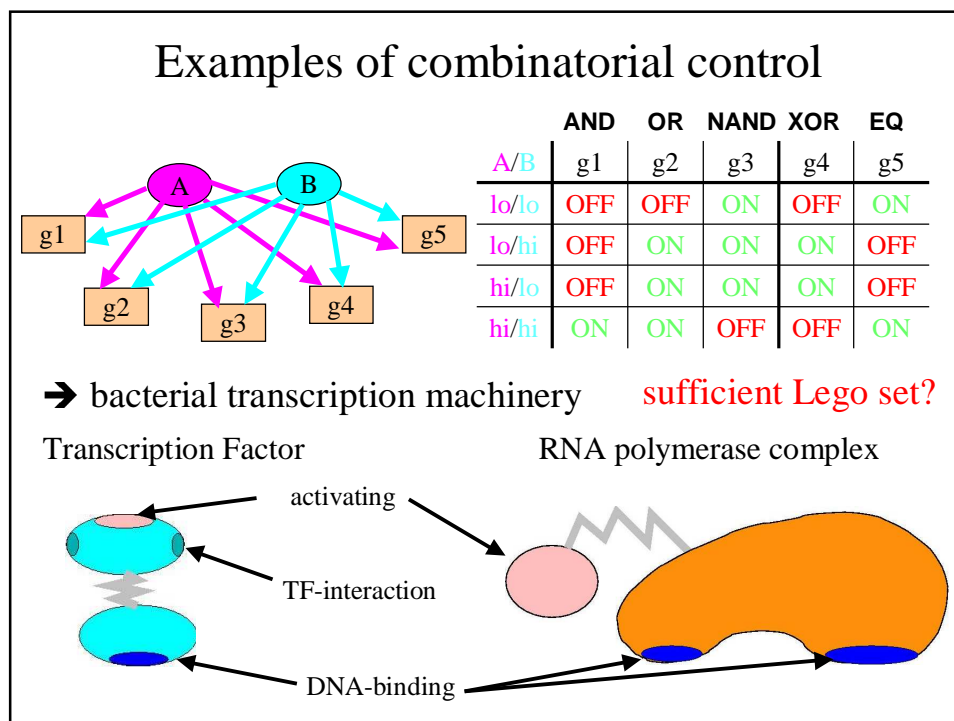 Examples of combinatorial control
A
B
g1
g2
g3
g4
g5
AND OR NAND XOR EQ
A/B g1 g2 g3 g4 g5
lo/lo OFF OFF ON OFF ON
lo/hi OFF ON ON ON OFF
hi/lo OFF ON ON ON OFF
hi/hi ON ON OFF OFF ON
➔ bacterial transcription machinery sufficient Lego set?
Transcription Factor RNA polymerase complex
activating
TF-interaction
DNA-binding